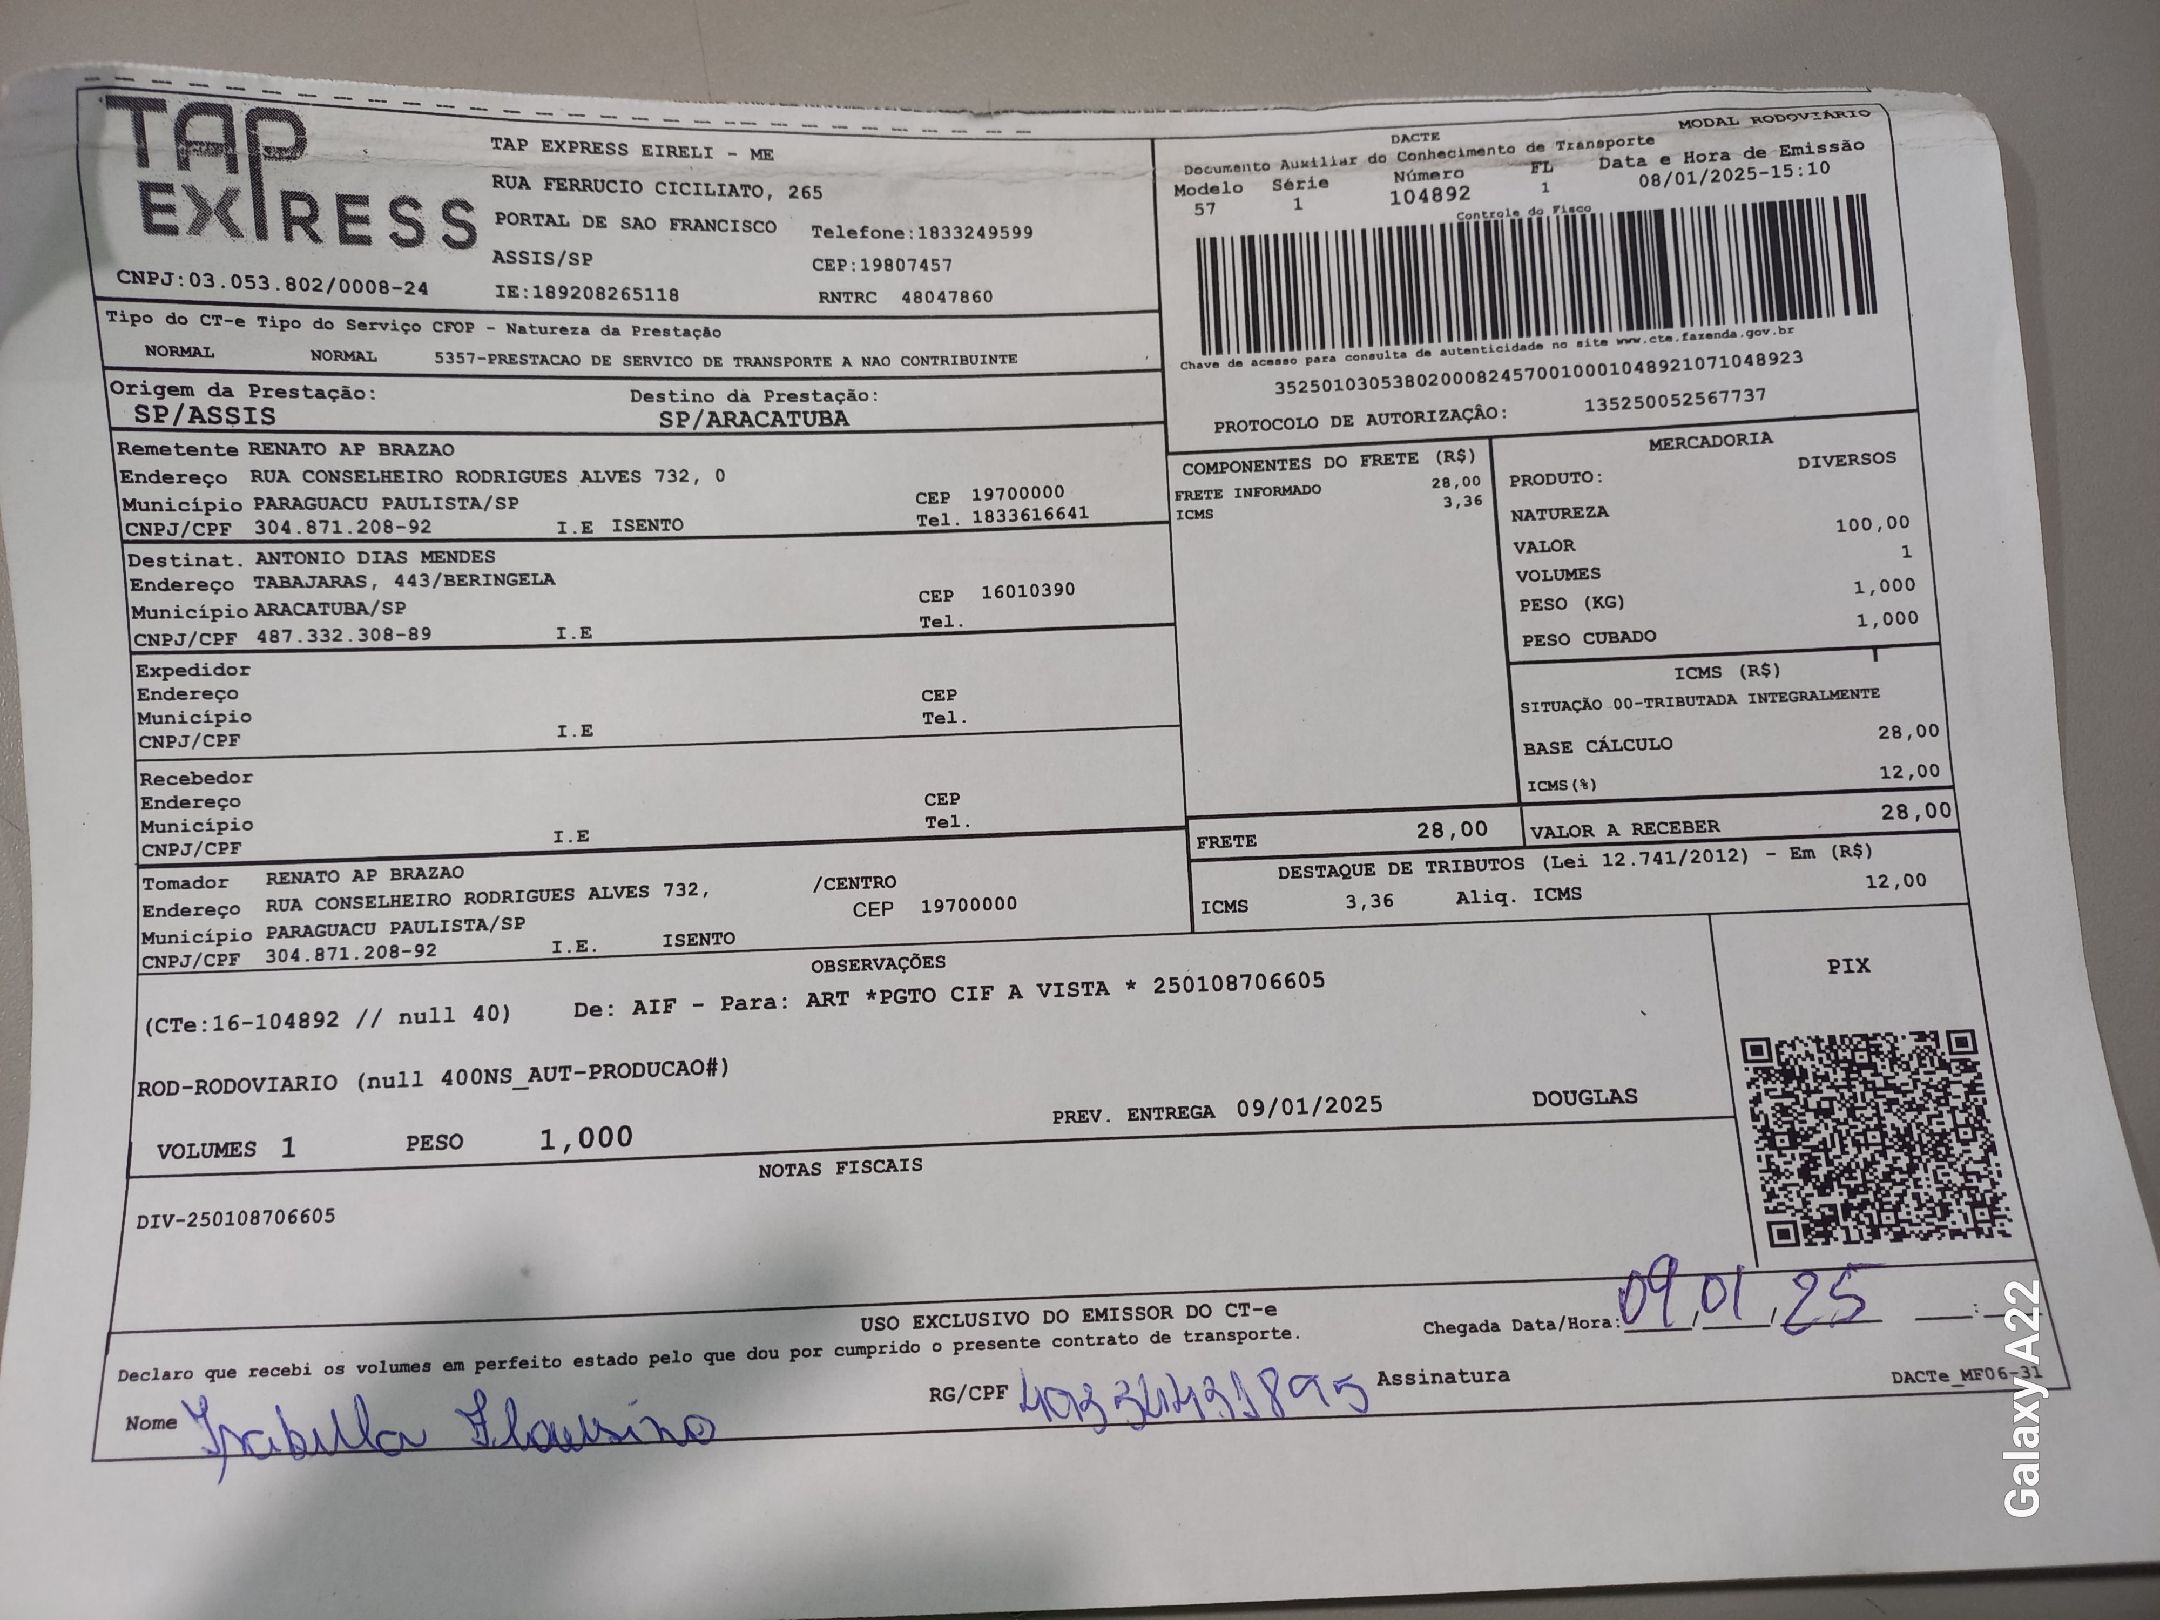 TAP
EXPRESS
CNPJ:03.053.802/0008-24
TAP EXPRESS EIRELI - ME
RUA FERRUCIO CICILIATO, 265
PORTAL DE SAO FRANCISCO Telefone:1833249599
ASSIS/SP CEP:19807457
IE:189208265118 RNTRC 48047860
MODAL RODOVIÁRIO
DACTE
Documento Auxiliar do Conhecimento de Transporte
Modelo Série Número FL Data e Hora de Emissão
57 1 104892 1 08/01/2025-15:10
Controle do Fisco
Chave de acesso para consulta de autenticidade no site www.cte.fazenda.gov.br
35250103053802000824570010001048921071048923
PROTOCOLO DE AUTORIZAÇÂO: 135250052567737
Tipo do CT-e Tipo do Serviço CFOP - Natureza da Prestação
NORMAL NORMAL 5357-PRESTACAO DE SERVICO DE TRANSPORTE A NAO CONTRIBUINTE
Origem da Prestação: Destino da Prestação:
SP/ASSIS SP/ARACATUBA
Remetente RENATO AP BRAZAO
Endereço RUA CONSELHEIRO RODRIGUES ALVES 732, 0
Município PARAGUACU PAULISTA/SP CEP 19700000
CNPJ/CPF 304.871.208-92 I.E ISENTO Tel. 1833616641
Destinat. ANTONIO DIAS MENDES
Endereço TABAJARAS, 443/BERINGELA
Município ARACATUBA/SP CEP 16010390
CNPJ/CPF 487.332.308-89 I.E Tel.
Expedidor
Endereço CEP
Município Tel.
CNPJ/CPF I.E
Recebedor
Endereço CEP
Município Tel.
CNPJ/CPF I.E
Tomador RENATO AP BRAZAO
Endereço RUA CONSELHEIRO RODRIGUES ALVES 732, /CENTRO
Município PARAGUACU PAULISTA/SP CEP 19700000
CNPJ/CPF 304.871.208-92 I.E. ISENTO
COMPONENTES DO FRETE (R$)
FRETE INFORMADO 28,00
ICMS 3,36
MERCADORIA
PRODUTO: DIVERSOS
NATUREZA
VALOR 100,00
VOLUMES 1
PESO (KG) 1,000
PESO CUBADO 1,000
ICMS (R$)
SITUAÇÃO 00-TRIBUTADA INTEGRALMENTE
BASE CÁLCULO 28,00
ICMS(%) 12,00
FRETE 28,00 VALOR A RECEBER 28,00
DESTAQUE DE TRIBUTOS (Lei 12.741/2012) - Em (R$)
ICMS 3,36 Aliq. ICMS 12,00
OBSERVAÇÕES
(CTe:16-104892 // null 40) De: AIF - Para: ART *PGTO CIF A VISTA * 250108706605
ROD-RODOVIARIO (null 400NS_AUT-PRODUCAO#)
PREV. ENTREGA 09/01/2025 DOUGLAS
VOLUMES 1 PESO 1,000
PIX
NOTAS FISCAIS
DIV-250108706605
USO EXCLUSIVO DO EMISSOR DO CT-e
Declaro que recebi os volumes em perfeito estado pelo que dou por cumprido o presente contrato de transporte.
Chegada Data/Hora: 09/01/25 __:__
Nome Isabella Flausino RG/CPF 49334431895 Assinatura
DACTe_MF06-31
Galaxy A22